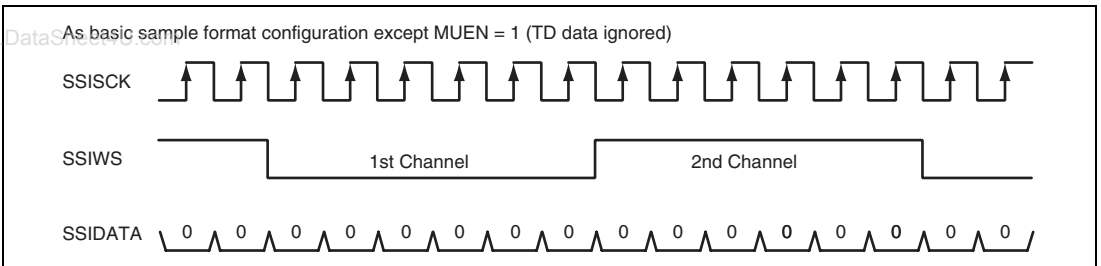 As basic sample format configuration except MUEN = 1 (TD data ignored)
DataSheet4U.com
SSISCK
SSIWS 1st Channel 2nd Channel
SSIDATA 0 0 0 0 0 0 0 0 0 0 0 0 0 0 0 0